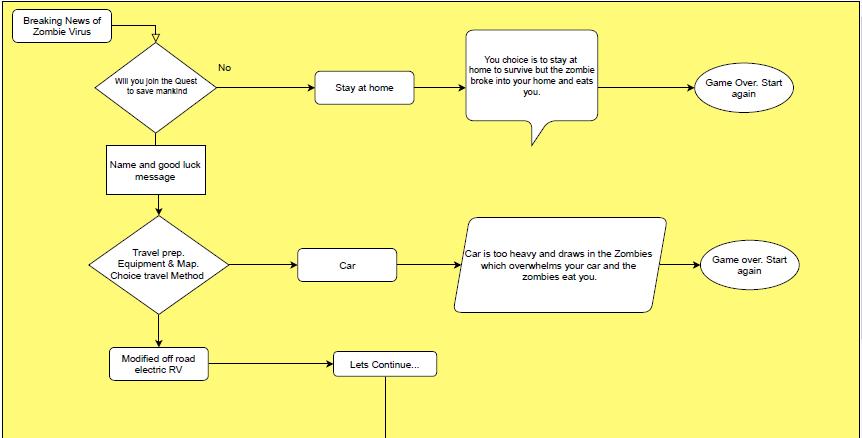 Breaking News of
Zombie Virus
Will you join the Quest
to save mankind
No
Stay at home
You choice is to stay at
home to survive but the zombie
broke into your home and eats
you.
Game Over. Start
again
Name and good luck
message
Travel prep.
Equipment & Map.
Choice travel Method
Car
Car is too heavy and draws in the Zombies
which overwhelms your car and the
zombies eat you.
Game over. Start
again
Modified off road
electric RV
Lets Continue...